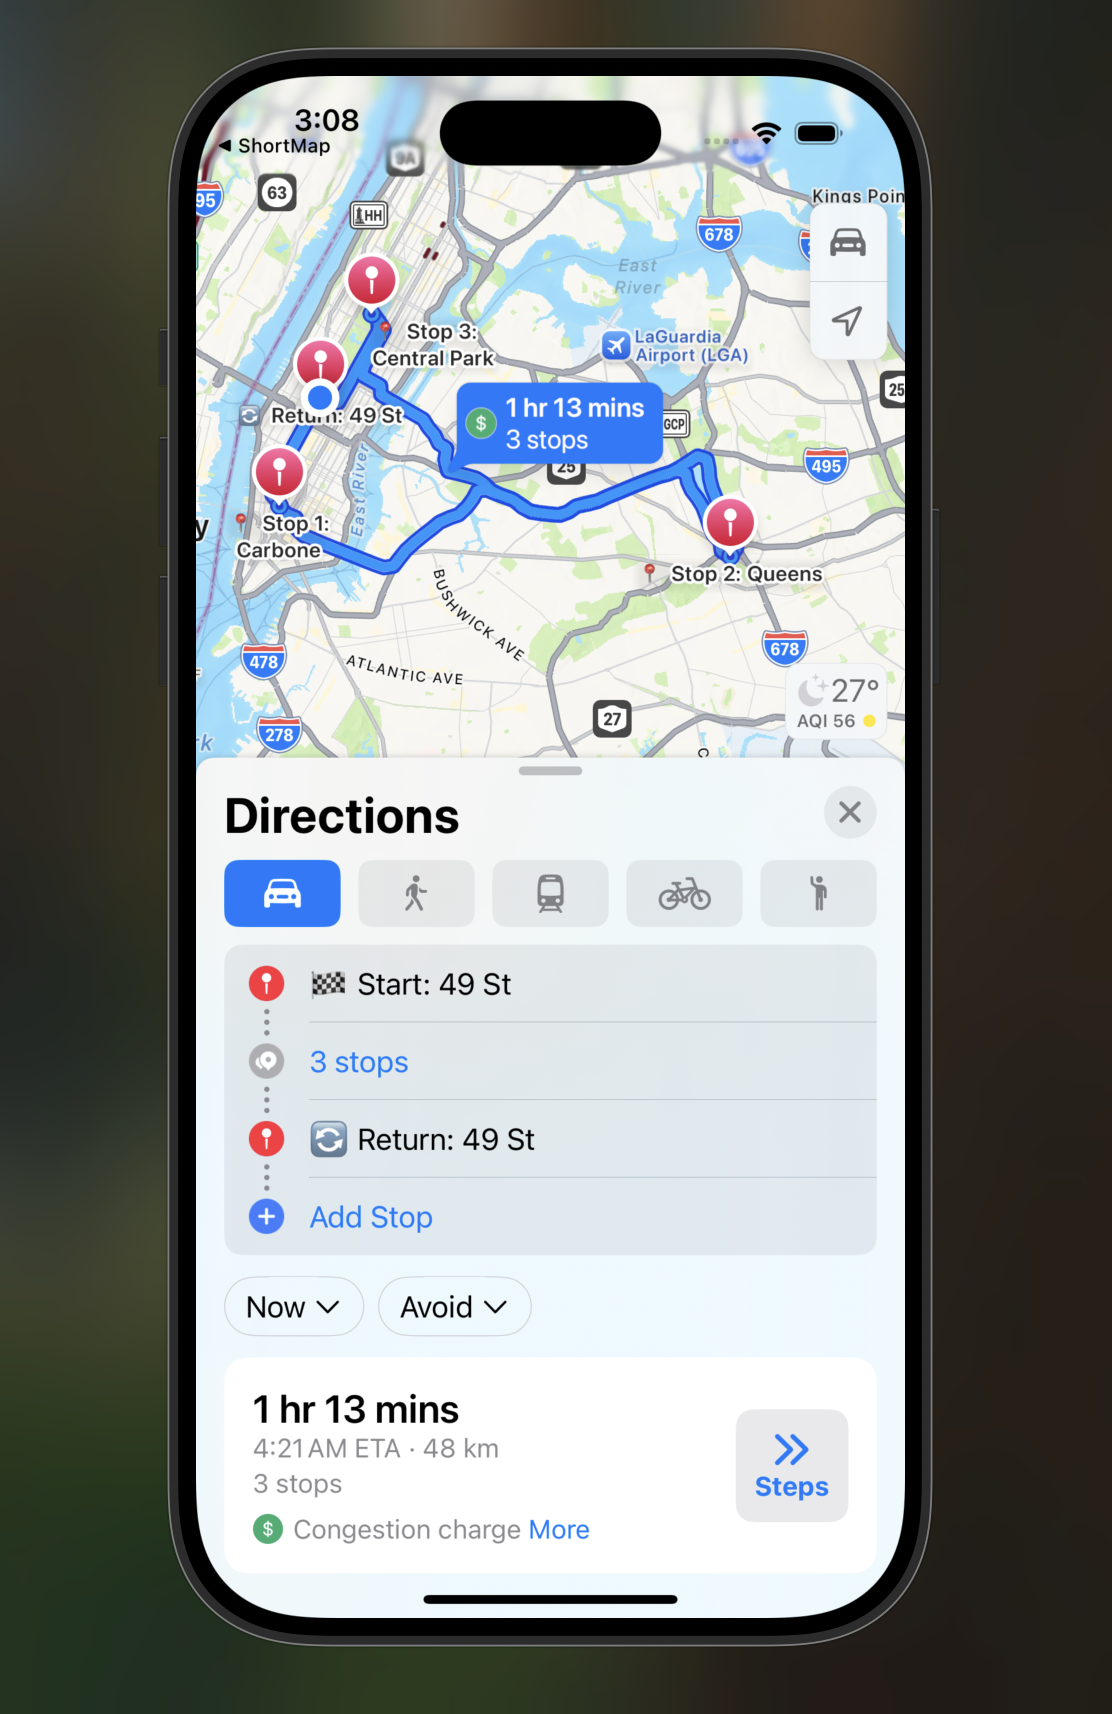 3:08
◀ ShortMap
9A
95
63
HH
678
Kings Poin
East
River
LaGuardia
Airport (LGA)
Stop 3:
Central Park
25
Return: 49 St
$
1 hr 13 mins
3 stops
GCP
25
495
East River
y
Stop 1:
Carbone
Stop 2: Queens
BUSHWICK AVE
ATLANTIC AVE
478
678
27°
AQI 56
27
278
rk
C
Directions
Start: 49 St
3 stops
Return: 49 St
Add Stop
Now
Avoid
1 hr 13 mins
4:21 AM ETA · 48 km
3 stops
$ Congestion charge More
Steps